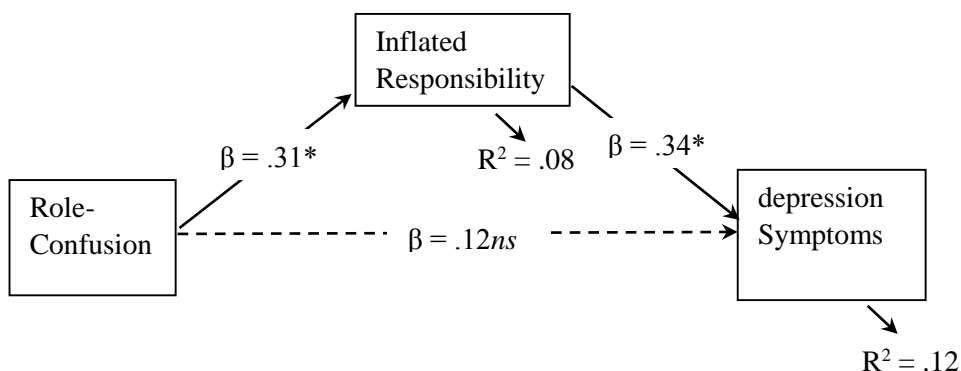 Inflated
Responsibility
β = .31*
R² = .08
β = .34*
Role-
Confusion
β = .12ns
depression
Symptoms
R² = .12